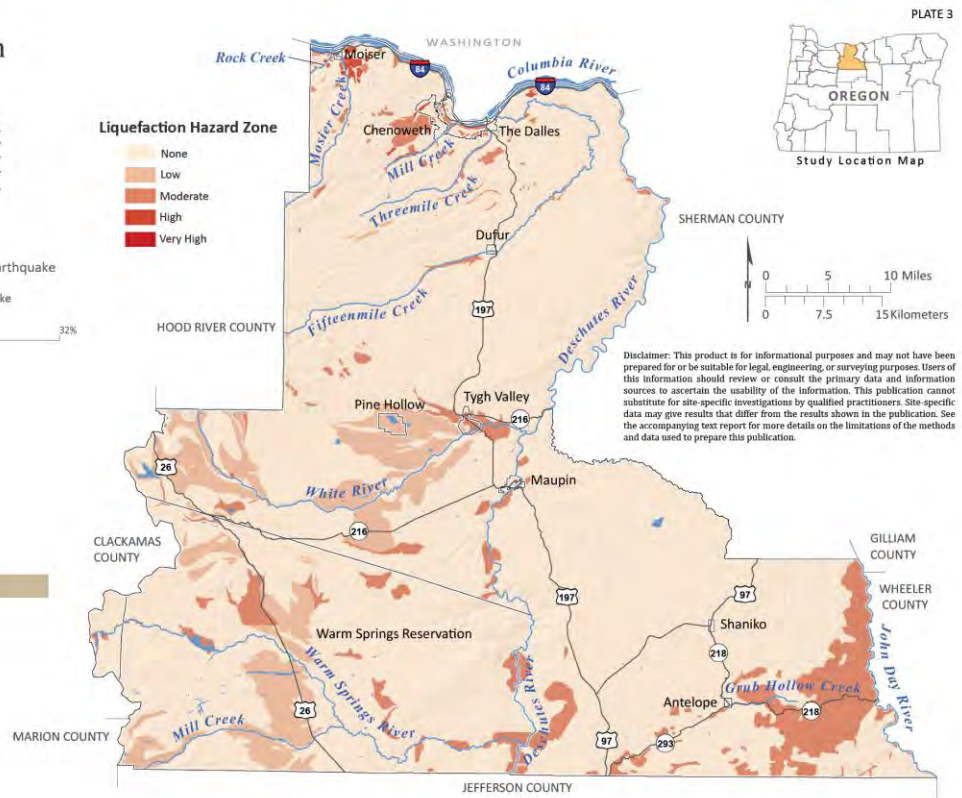 PLATE 3
n
WASHINGTON
Rock Creek
Moiser
84
Columbia River
84
OREGON
Study Location Map
Liquefaction Hazard Zone
None
Low
Moderate
High
Very High
Mosier Creek
Chenoweth
The Dalles
Mill Creek
Threemile Creek
SHERMAN COUNTY
Dufur
rthquake
ke
32%
N
0 5 10 Miles
0 7.5 15 Kilometers
197
Fifteenmile Creek
HOOD RIVER COUNTY
Deschutes River
Disclaimer: This product is for informational purposes and may not have been
prepared for or be suitable for legal, engineering, or surveying purposes. Users of
this information should review or consult the primary data and information
sources to ascertain the usability of the information. This publication cannot
substitute for site-specific investigations by qualified practitioners. Site-specific
data may give results that differ from the results shown in the publication. See
the accompanying text report for more details on the limitations of the methods
and data used to prepare this publication.
Pine Hollow
Tygh Valley
216
26
White River
Maupin
216
CLACKAMAS
COUNTY
GILLIAM
COUNTY
WHEELER
COUNTY
197
97
Shaniko
Warm Springs Reservation
218
John Day River
Warm Springs River
Deschutes River
Grub Hollow Creek
Antelope
218
26
Mill Creek
MARION COUNTY
97
293
JEFFERSON COUNTY